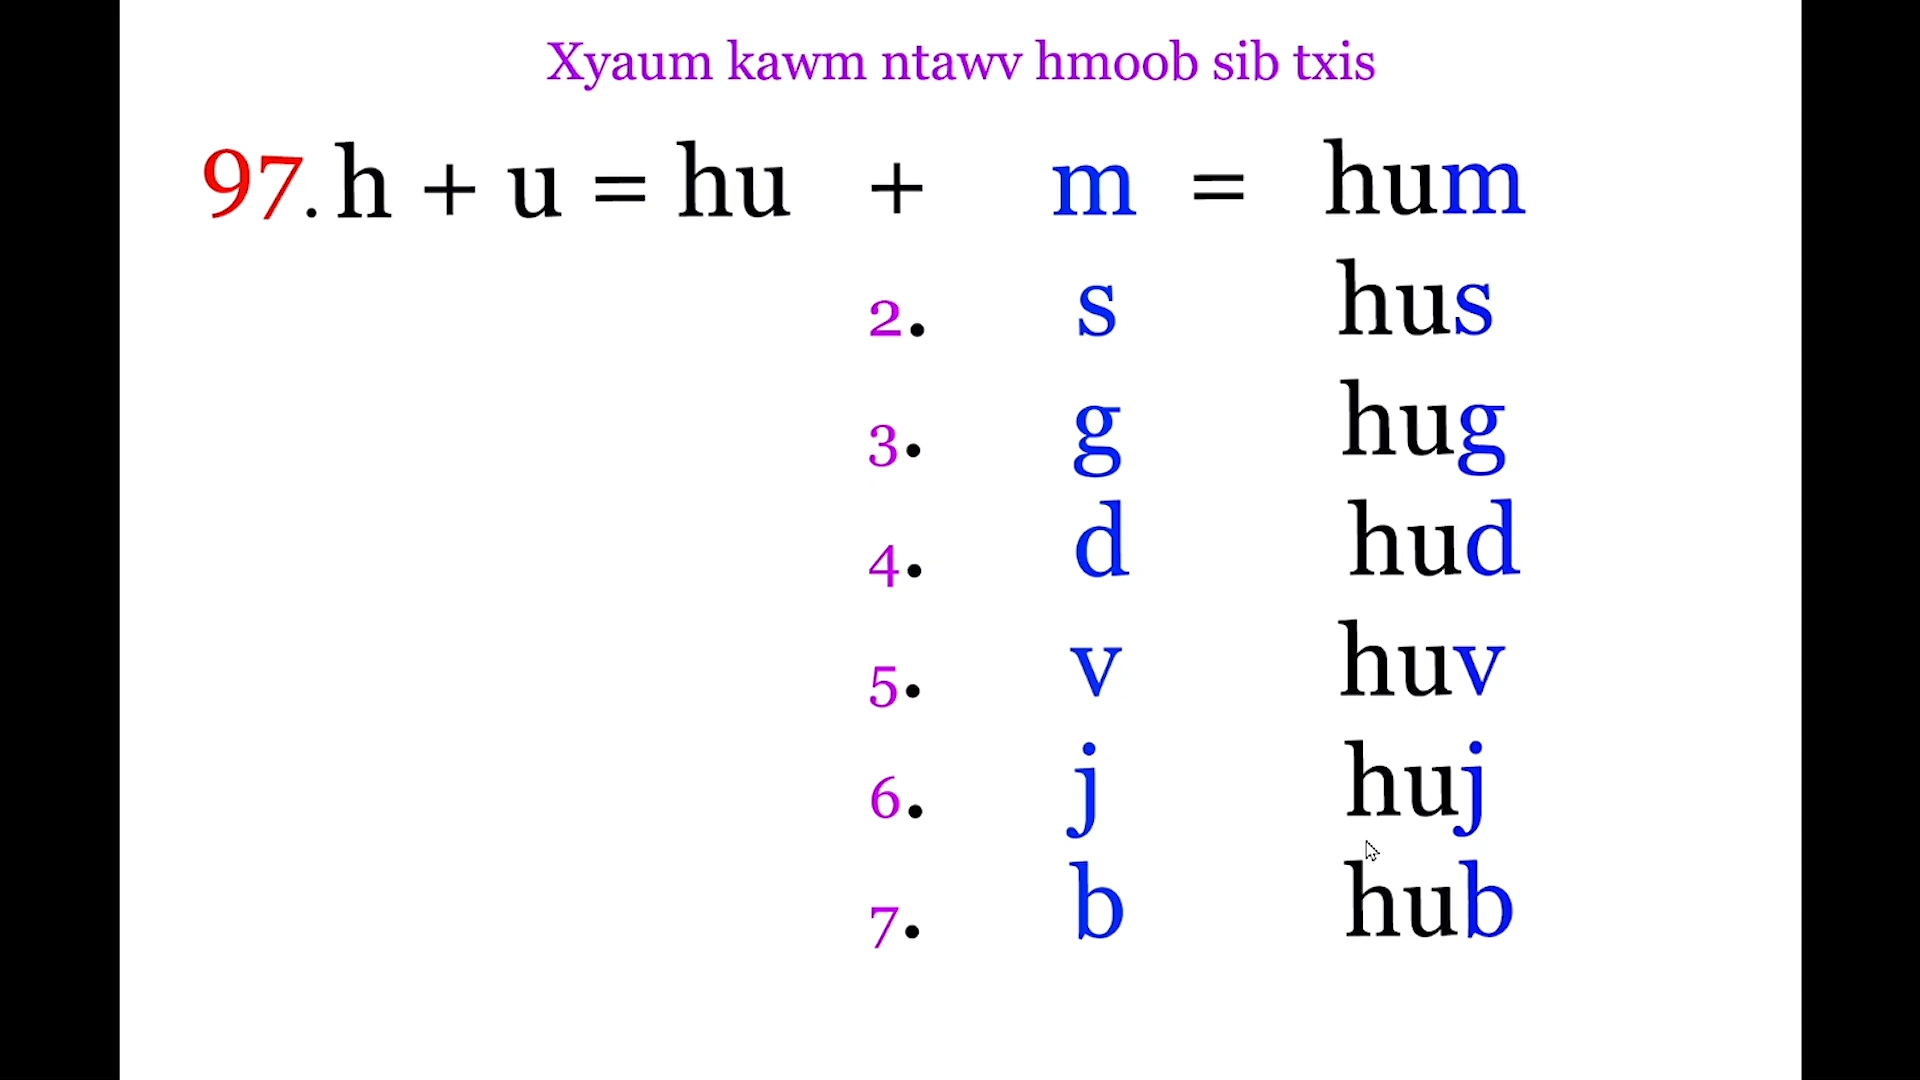 Xyaum kawm ntawv hmoob sib txis
97. h + u = hu + m = hum
2. s hus
3. g hug
4. d hud
5. v huv
6. j huj
7. b hub